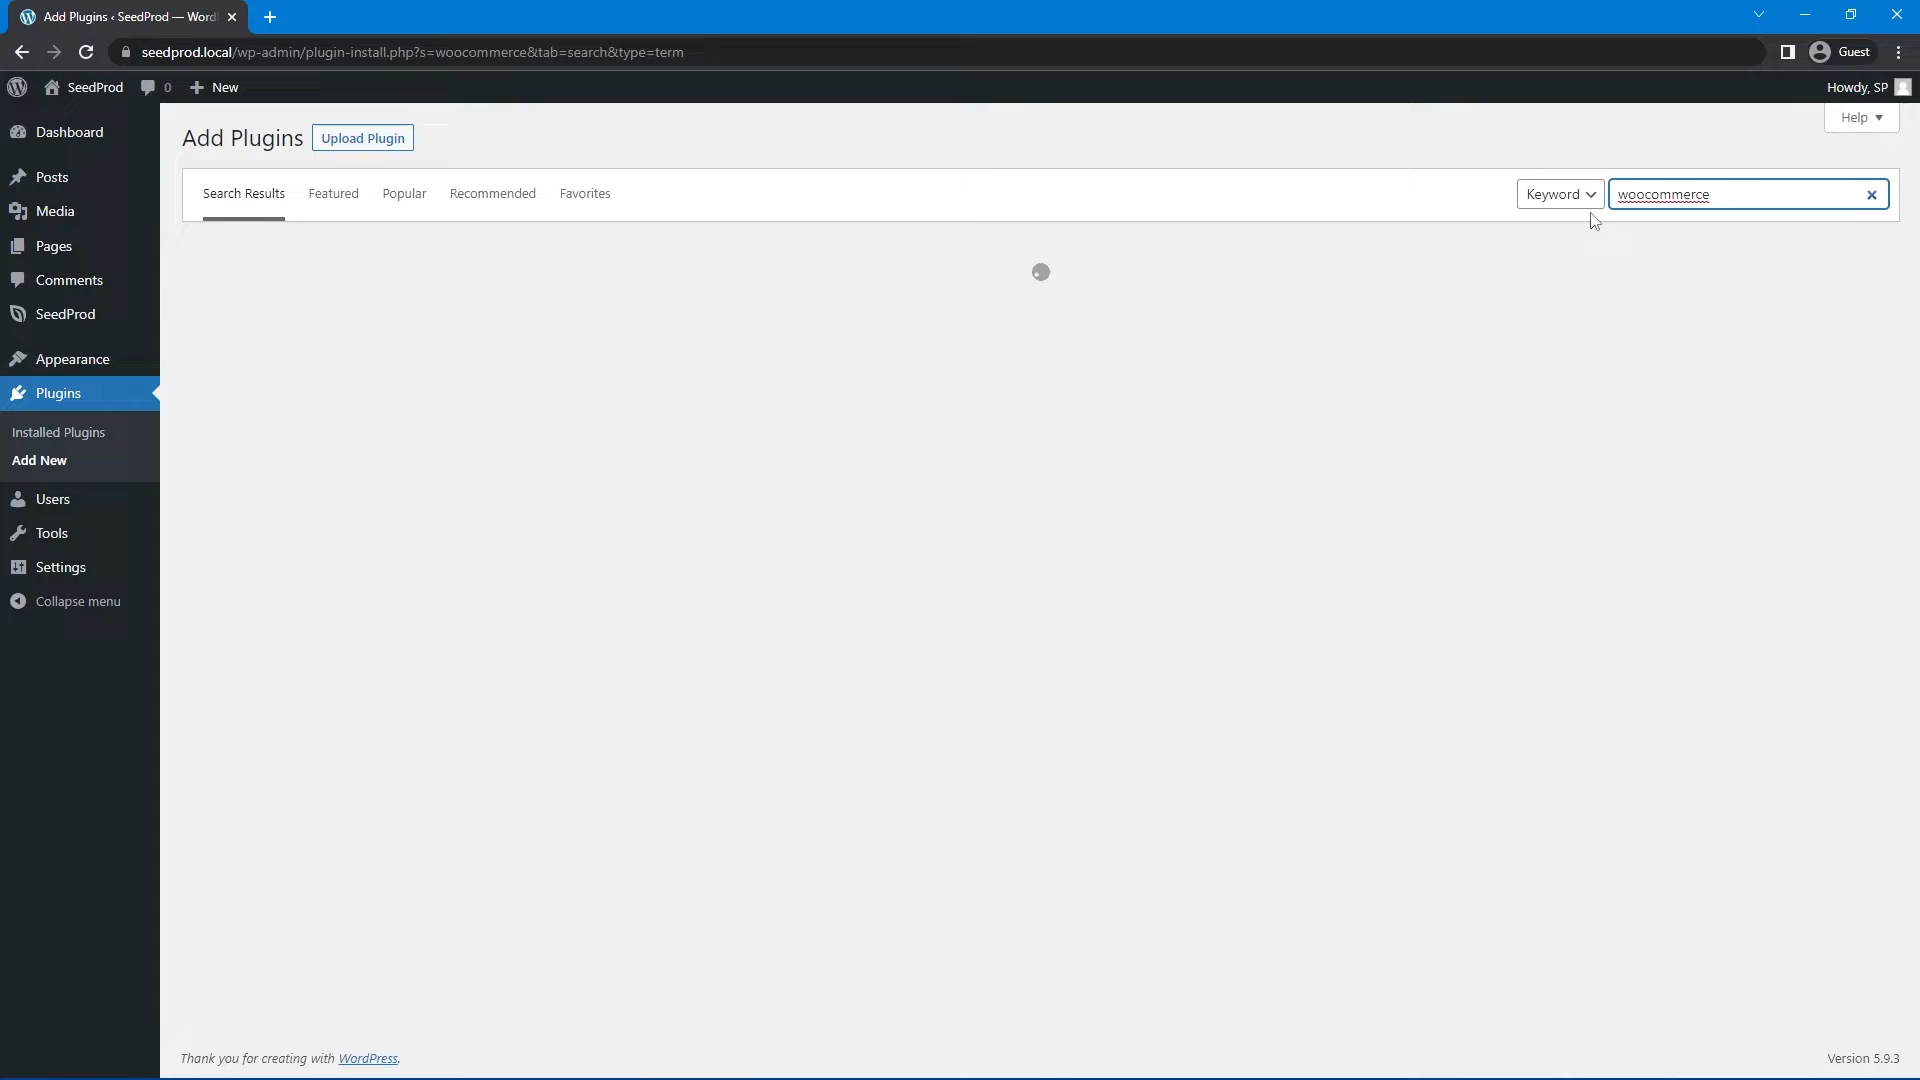 Add Plugins ‹ SeedProd — Word
seedprod.local/wp-admin/plugin-install.php?s=woocommerce&tab=search&type=term
Guest
SeedProd 0 New
Howdy, SP
Help
Add Plugins Upload Plugin
Search Results Featured Popular Recommended Favorites
Keyword woocommerce
Dashboard
Posts
Media
Pages
Comments
SeedProd
Appearance
Plugins
Installed Plugins
Add New
Users
Tools
Settings
Collapse menu
Thank you for creating with WordPress.
Version 5.9.3